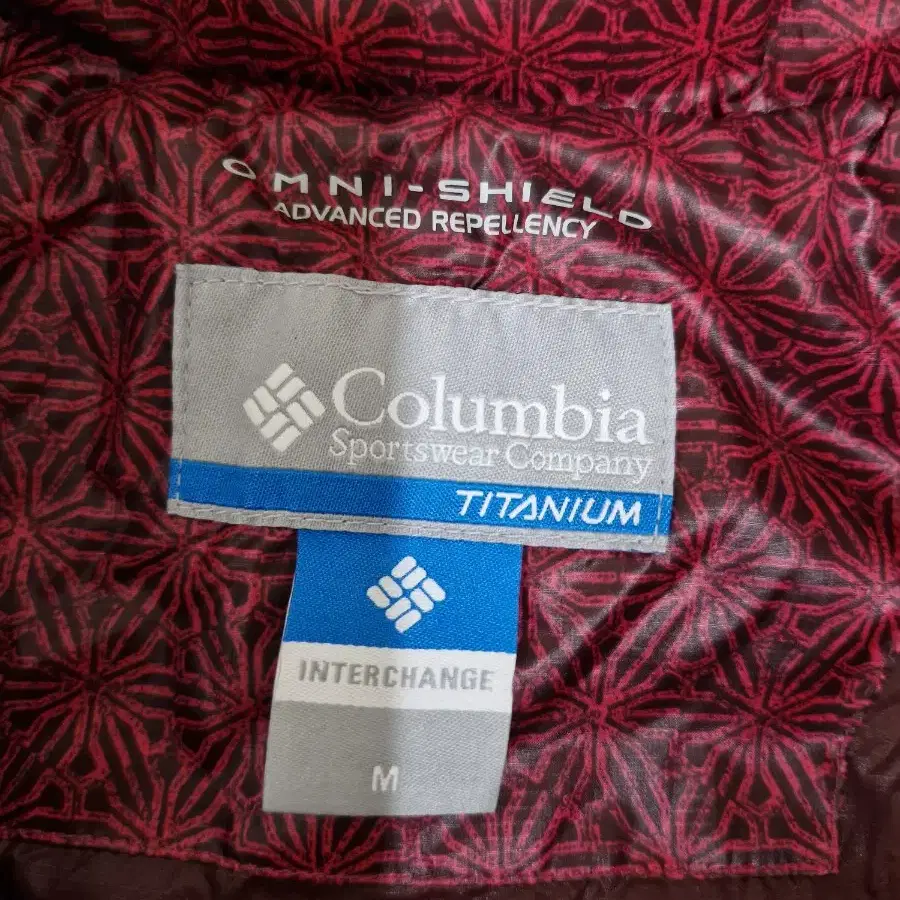 OMNI-SHIELD
ADVANCED REPELLENCY
Columbia
Sportswear Company
TITANIUM
INTERCHANGE
M